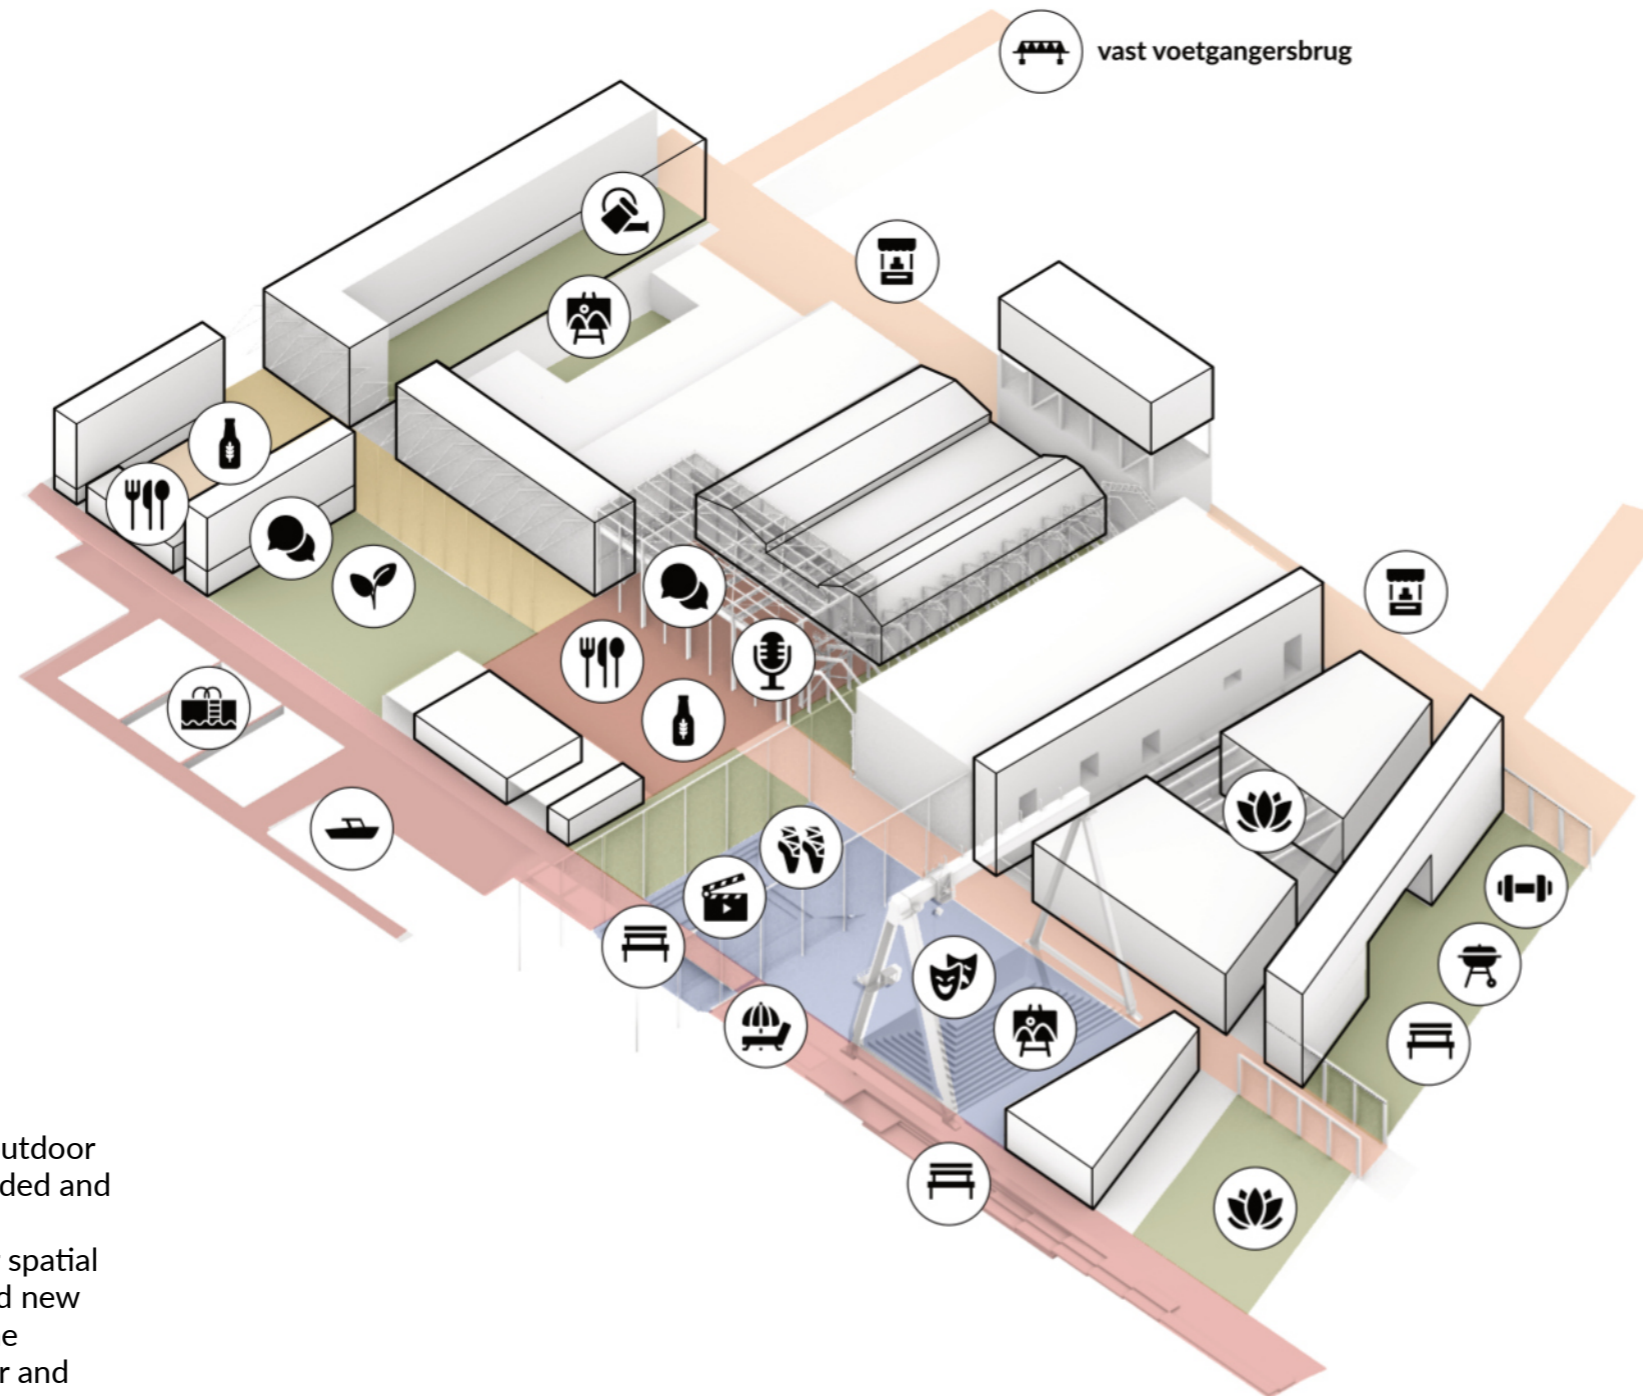 vast voetgangersbrug
utdoor
ded and
spatial
d new
e
r and